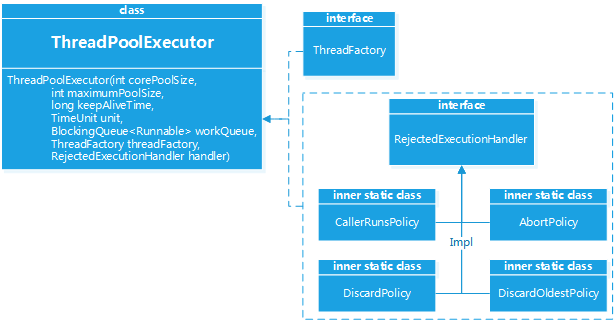 class
ThreadPoolExecutor
ThreadPoolExecutor(int corePoolSize,
int maximumPoolSize,
long keepAliveTime,
TimeUnit unit,
BlockingQueue<Runnable> workQueue,
ThreadFactory threadFactory,
RejectedExecutionHandler handler)
interface
ThreadFactory
interface
RejectedExecutionHandler
inner static class
CallerRunsPolicy
inner static class
AbortPolicy
Impl
inner static class
DiscardPolicy
inner static class
DiscardOldestPolicy